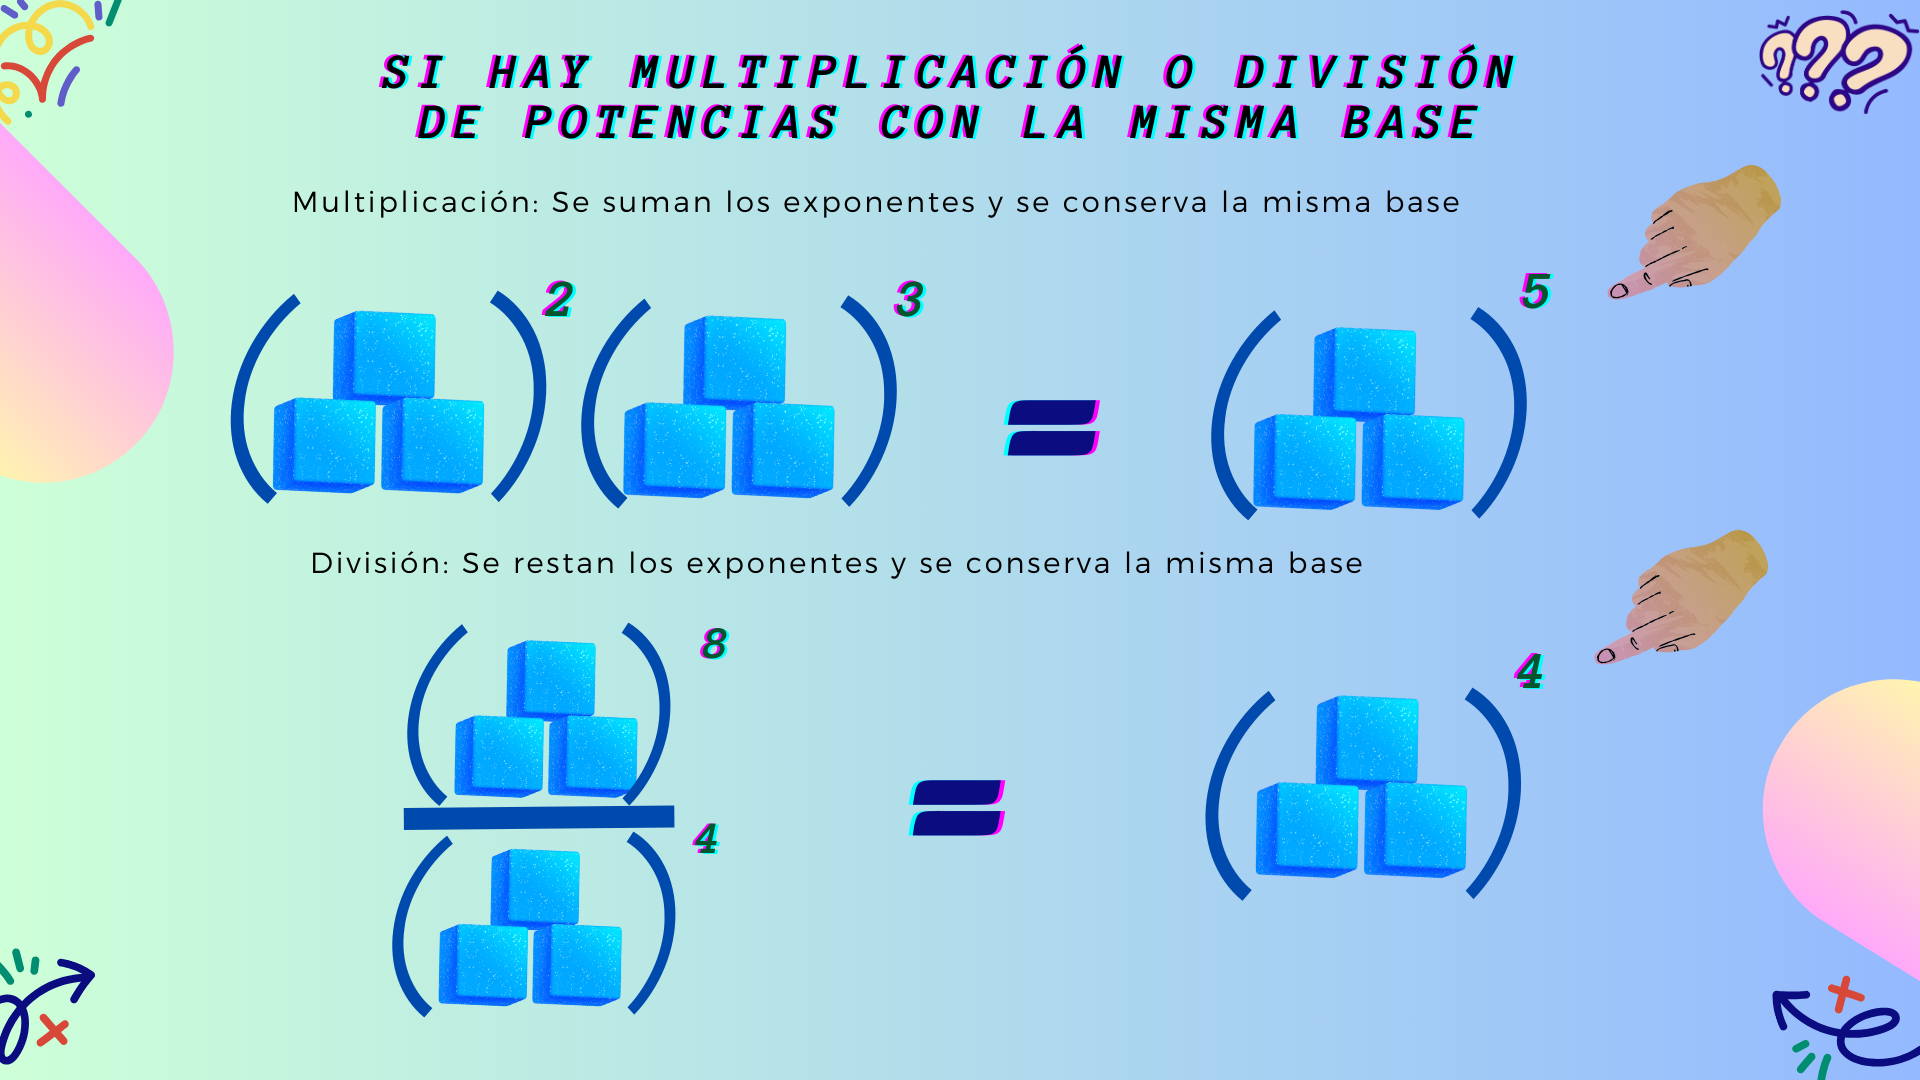 SI HAY MULTIPLICACIÓN O DIVISIÓN
DE POTENCIAS CON LA MISMA BASE
???
Multiplicación: Se suman los exponentes y se conserva la misma base
( )2 ( )3 = ( )5
División: Se restan los exponentes y se conserva la misma base
( )8
( )4
= ( )4